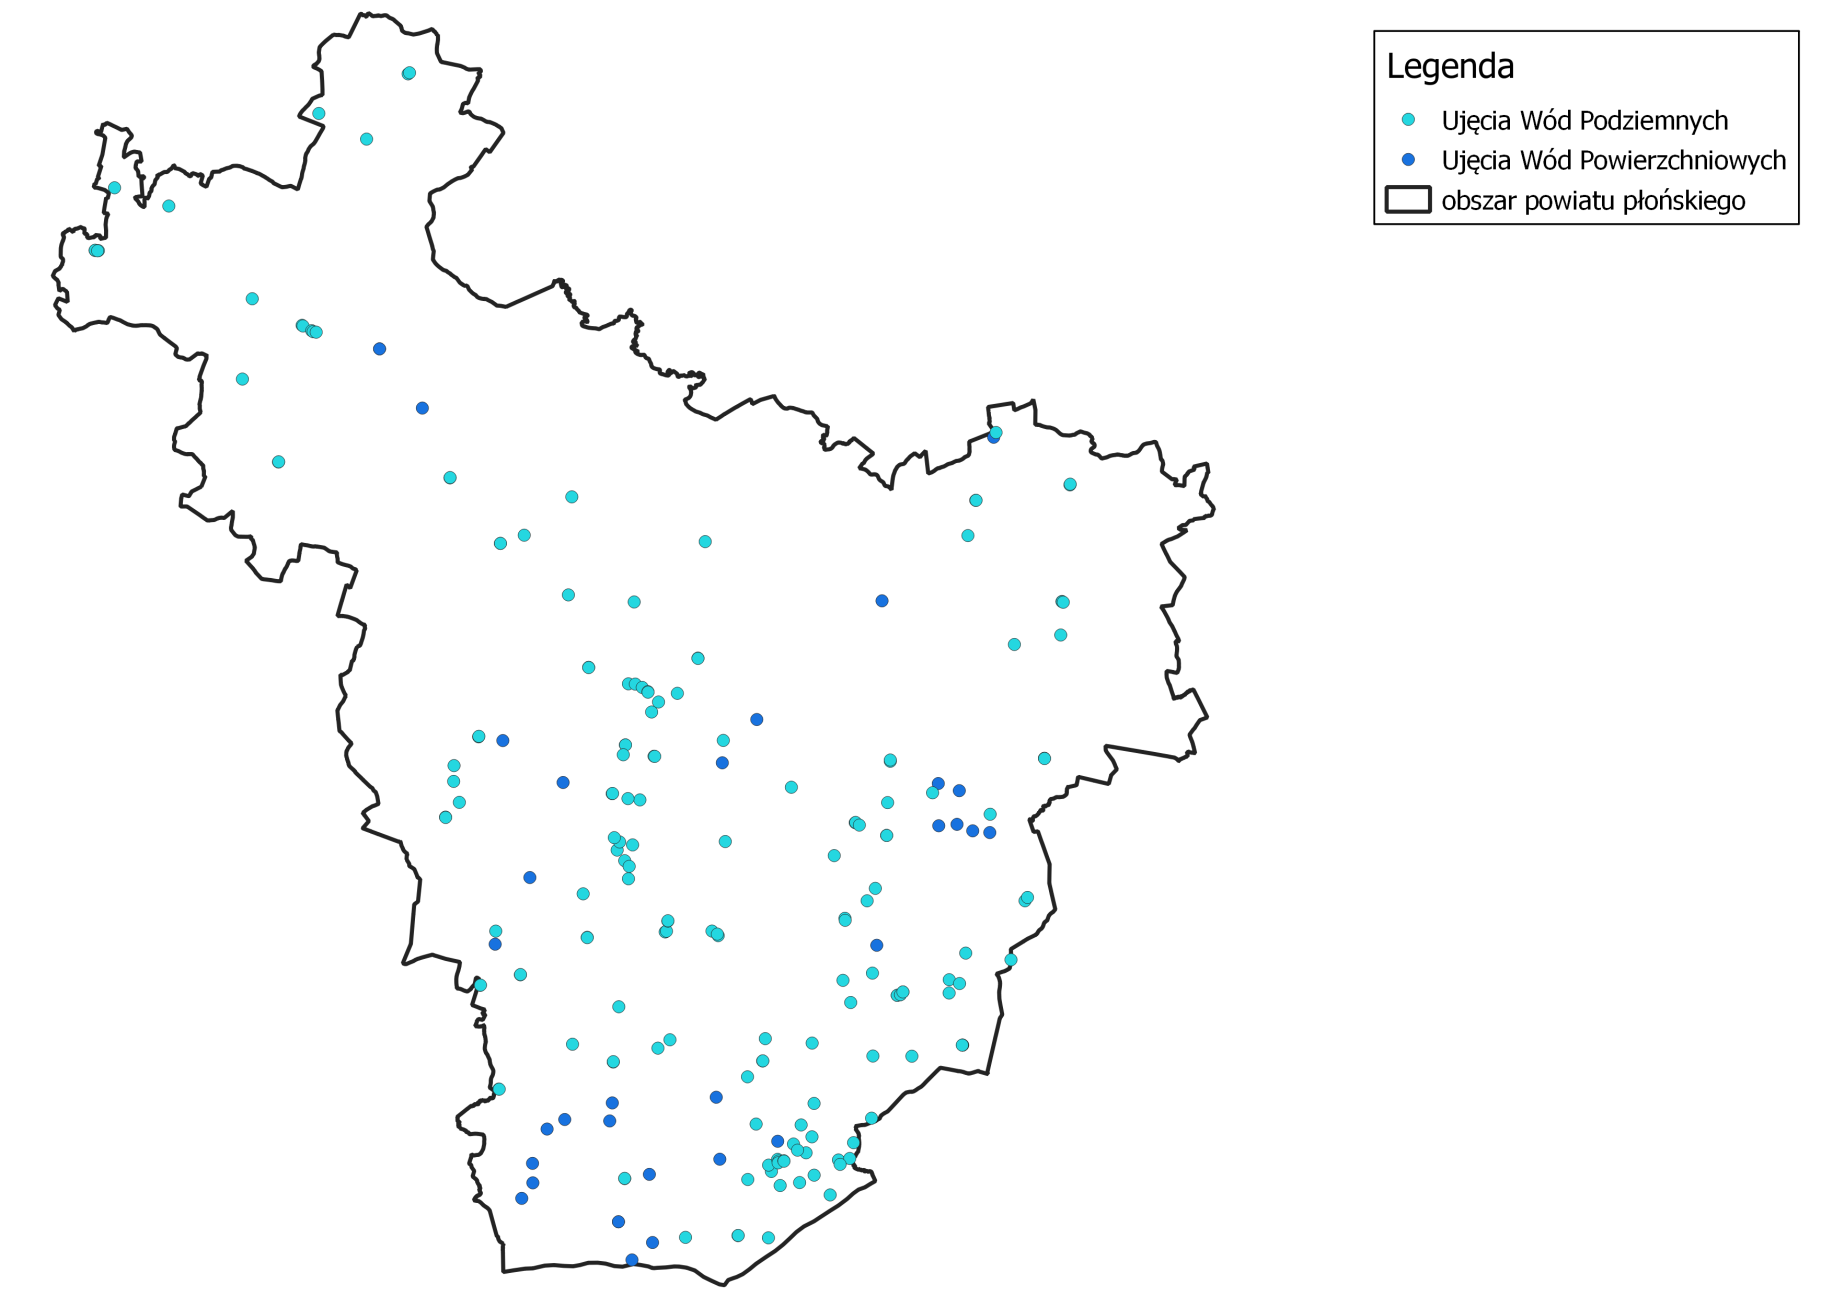 Legenda
Ujęcia Wód Podziemnych
Ujęcia Wód Powierzchniowych
obszar powiatu płońskiego